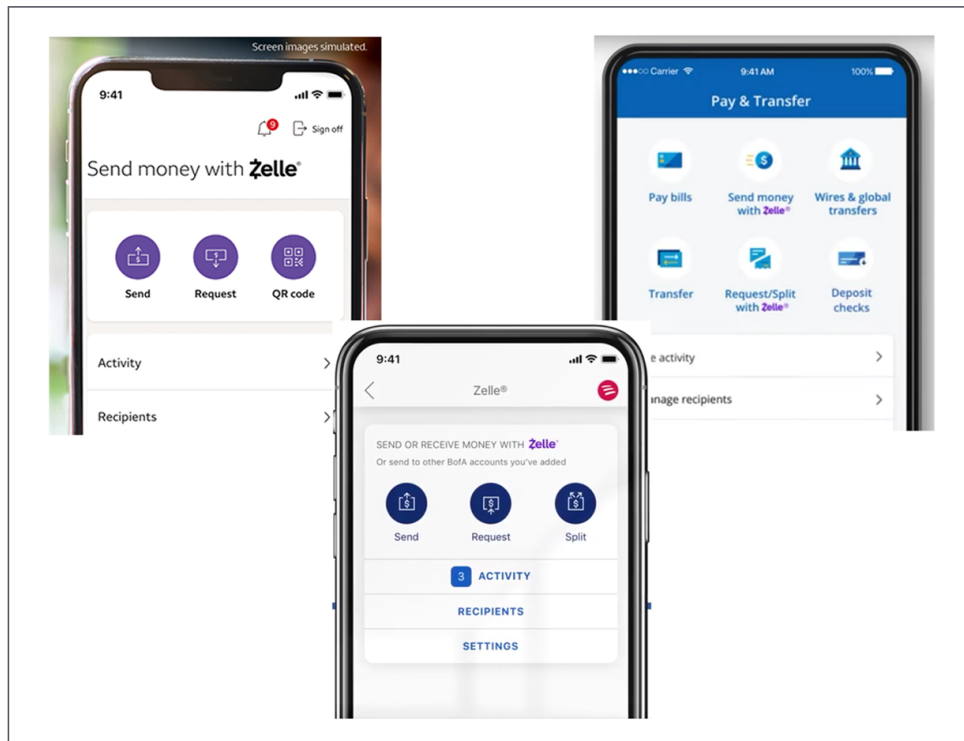 Screen images simulated.
9:41
9
Sign off
Send money with Zelle®
Send
Request
QR code
Activity
Recipients
Carrier
9:41 AM
100%
Pay & Transfer
Pay bills
Send money
with Zelle®
Wires & global
transfers
Transfer
Request/Split
with Zelle®
Deposit
checks
activity
recipients
9:41
Zelle®
SEND OR RECEIVE MONEY WITH Zelle®
Or send to other BofA accounts you've added
Send
Request
Split
3 ACTIVITY
RECIPIENTS
SETTINGS